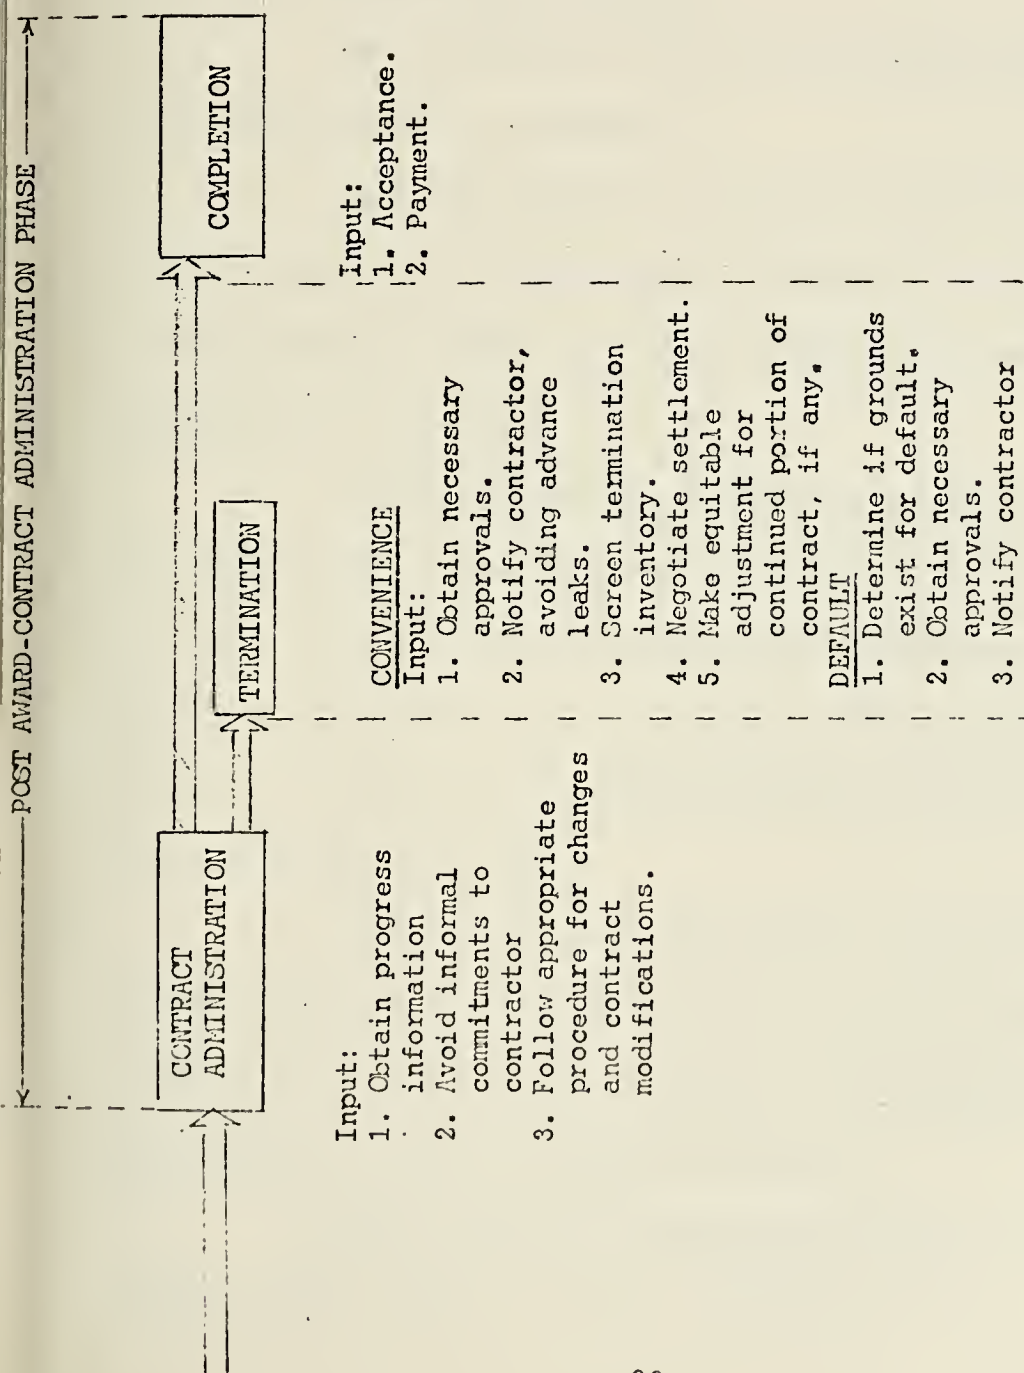 POST AWARD-CONTRACT ADMINISTRATION PHASE
CONTRACT
ADMINISTRATION
TERMINATION
COMPLETION
Input:
1. Obtain progress
information
2. Avoid informal
commitments to
contractor
3. Follow appropriate
procedure for changes
and contract
modifications.
CONVENIENCE
Input:
1. Obtain necessary
approvals.
2. Notify contractor,
avoiding advance
leaks.
3. Screen termination
inventory.
4. Negotiate settlement.
5. Make equitable
adjustment for
continued portion of
contract, if any.
DEFAULT
1. Determine if grounds
exist for default.
2. Obtain necessary
approvals.
3. Notify contractor
Input:
1. Acceptance.
2. Payment.